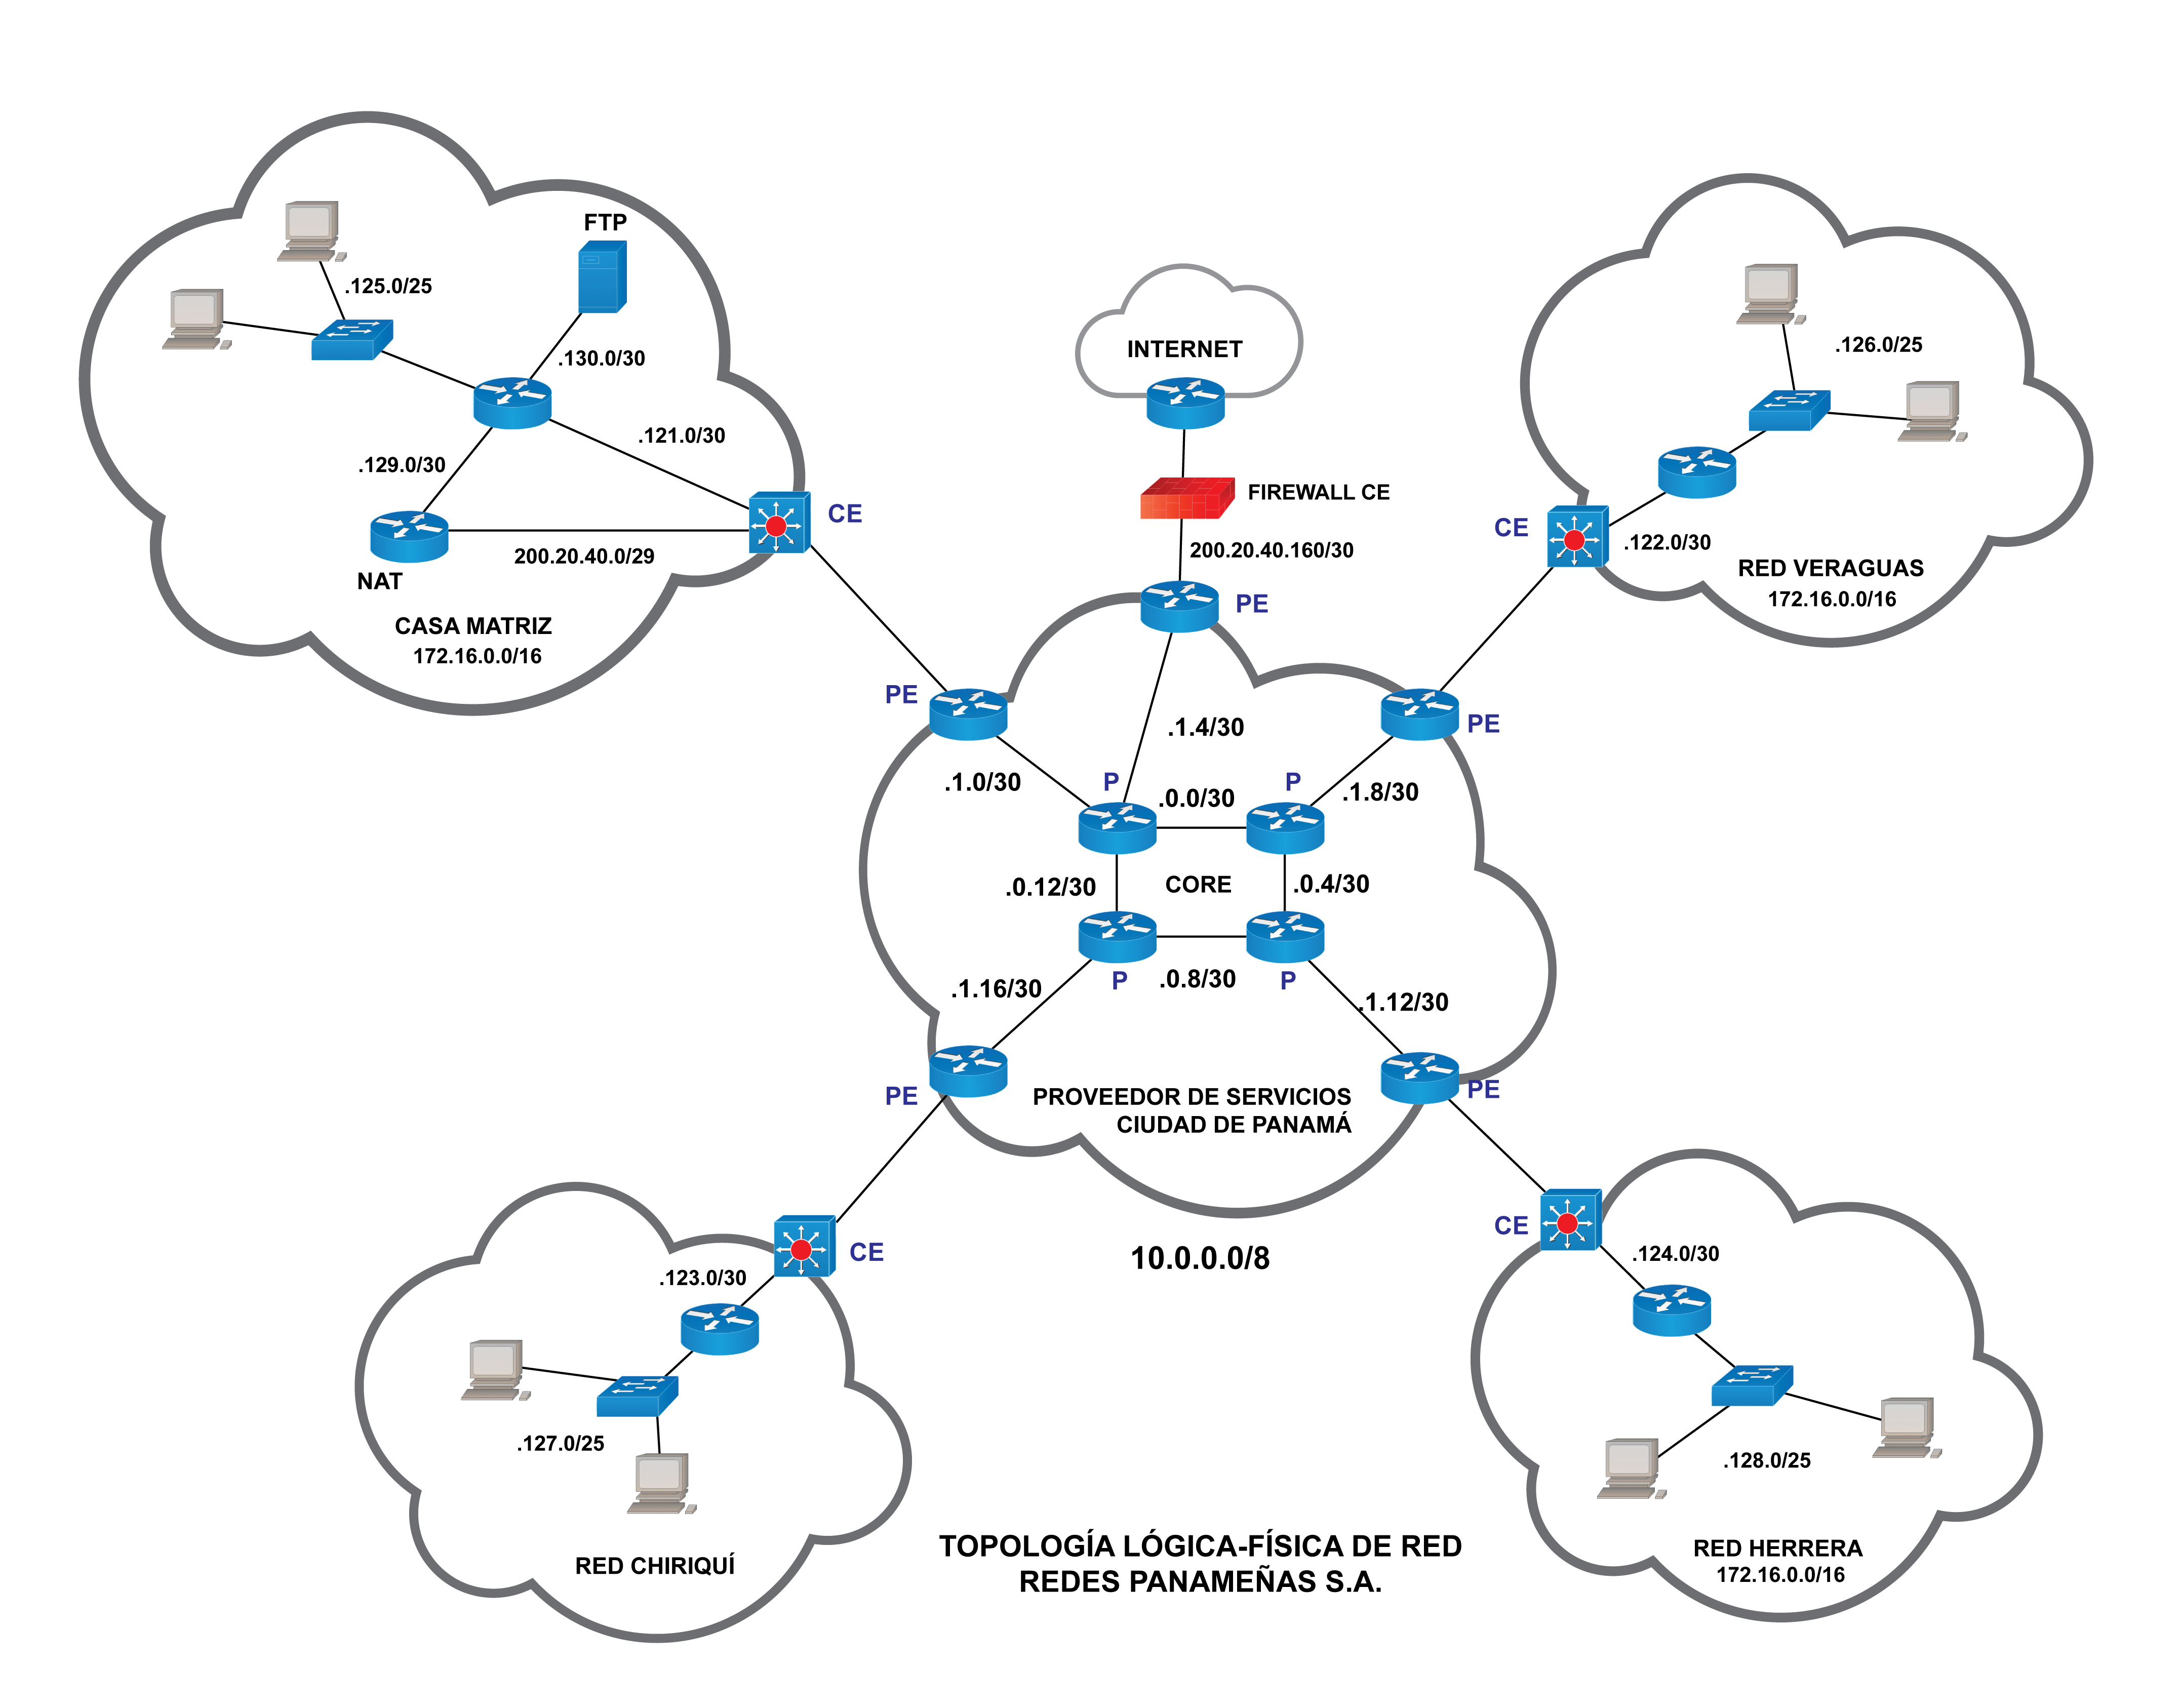 FTP
.125.0/25
.130.0/30
.121.0/30
.129.0/30
CE
200.20.40.0/29
NAT
CASA MATRIZ
172.16.0.0/16
INTERNET
FIREWALL CE
200.20.40.160/30
PE
.126.0/25
CE
.122.0/30
RED VERAGUAS
172.16.0.0/16
PE
PE
.1.4/30
.1.0/30
P
.0.0/30
P
.1.8/30
.0.12/30
CORE
.0.4/30
.1.16/30
P
.0.8/30
P
.1.12/30
PE
PROVEEDOR DE SERVICIOS
CIUDAD DE PANAMÁ
PE
10.0.0.0/8
CE
.123.0/30
.127.0/25
RED CHIRIQUÍ
CE
.124.0/30
.128.0/25
RED HERRERA
172.16.0.0/16
TOPOLOGÍA LÓGICA-FÍSICA DE RED
REDES PANAMEÑAS S.A.